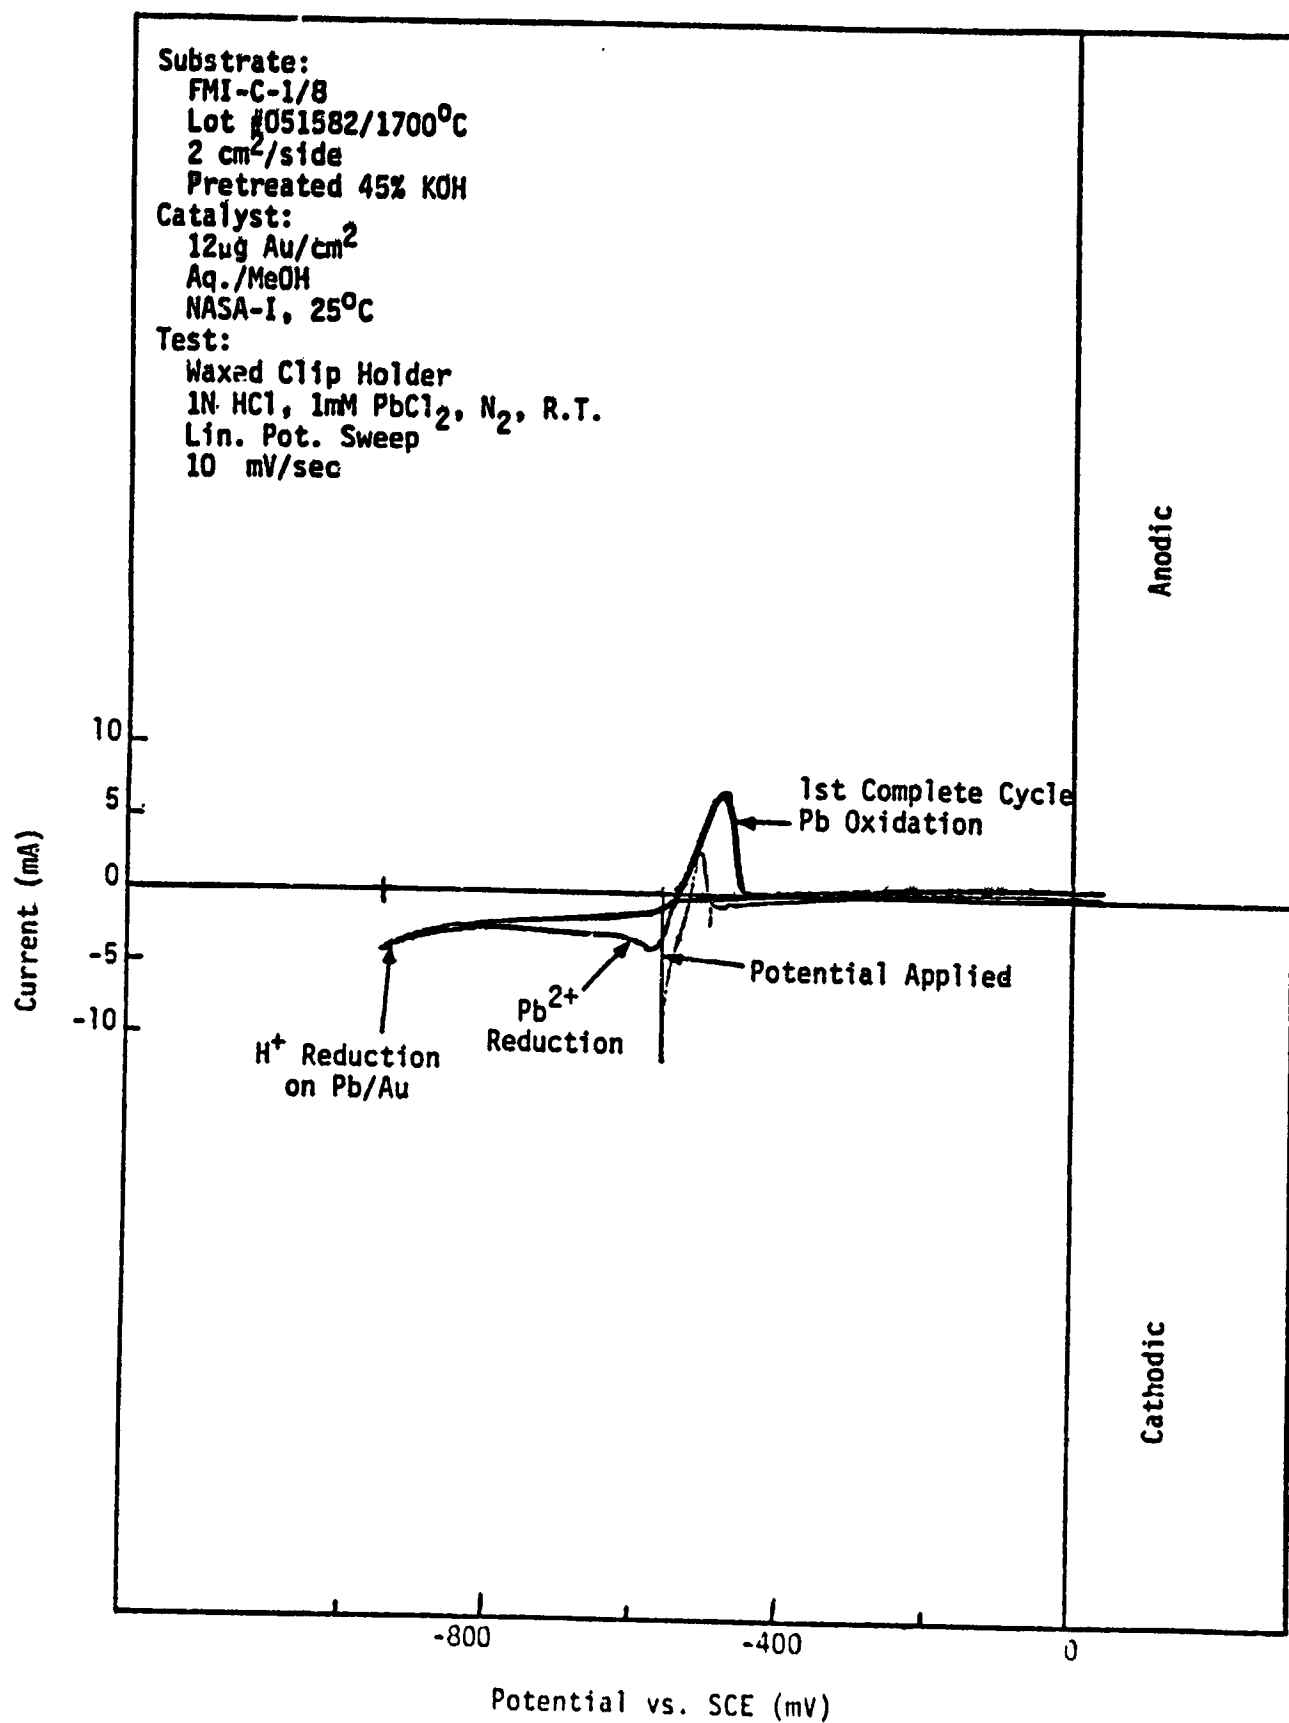 Substrate:
FMI-C-1/8
Lot #051582/1700°C
2 cm²/side
Pretreated 45% KOH
Catalyst:
12μg Au/cm²
Aq./MeOH
NASA-I, 25°C
Test:
Waxed Clip Holder
1N HCl, 1mM PbCl₂, N₂, R.T.
Lin. Pot. Sweep
10 mV/sec
Anodic
10
5
0
-5
-10
Current (mA)
1st Complete Cycle
Pb Oxidation
Potential Applied
Pb²⁺
Reduction
H⁺ Reduction
on Pb/Au
Cathodic
-800
-400
0
Potential vs. SCE (mV)